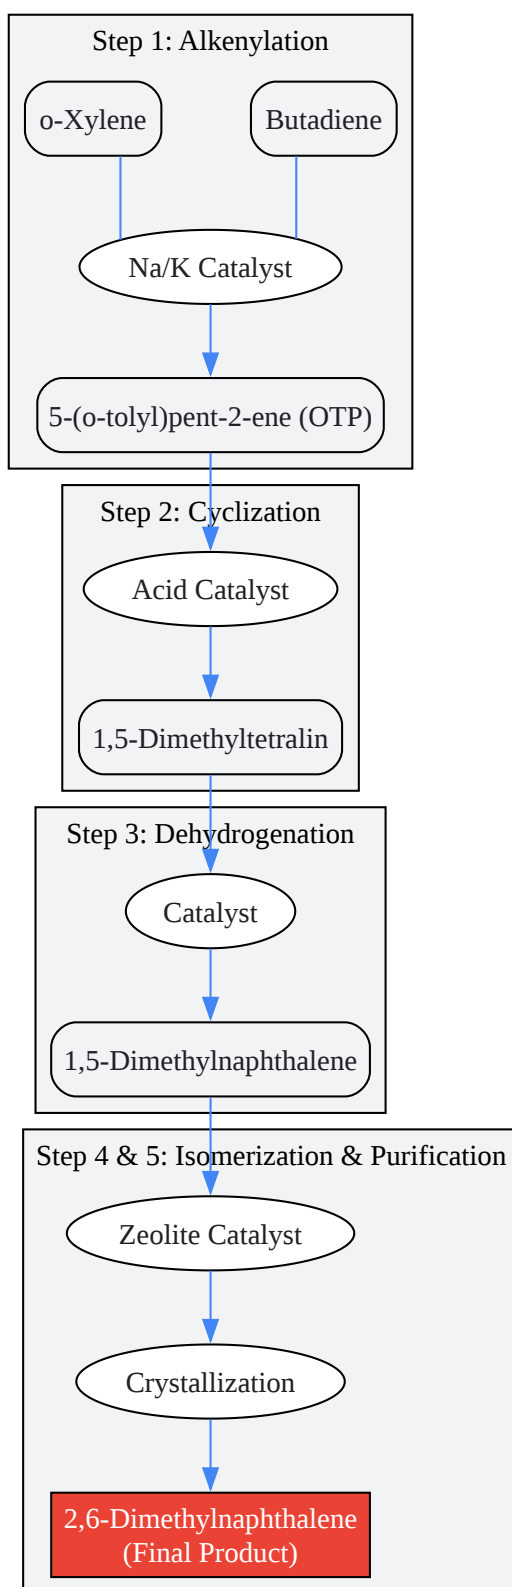 Step 1: Alkenylation
o-Xylene
Butadiene
Na/K Catalyst
5-(o-tolyl)pent-2-ene (OTP)
Step 2: Cyclization
Acid Catalyst
1,5-Dimethyltetralin
Step 3: Dehydrogenation
Catalyst
1,5-Dimethylnaphthalene
Step 4 & 5: Isomerization & Purification
Zeolite Catalyst
Crystallization
2,6-Dimethylnaphthalene
(Final Product)